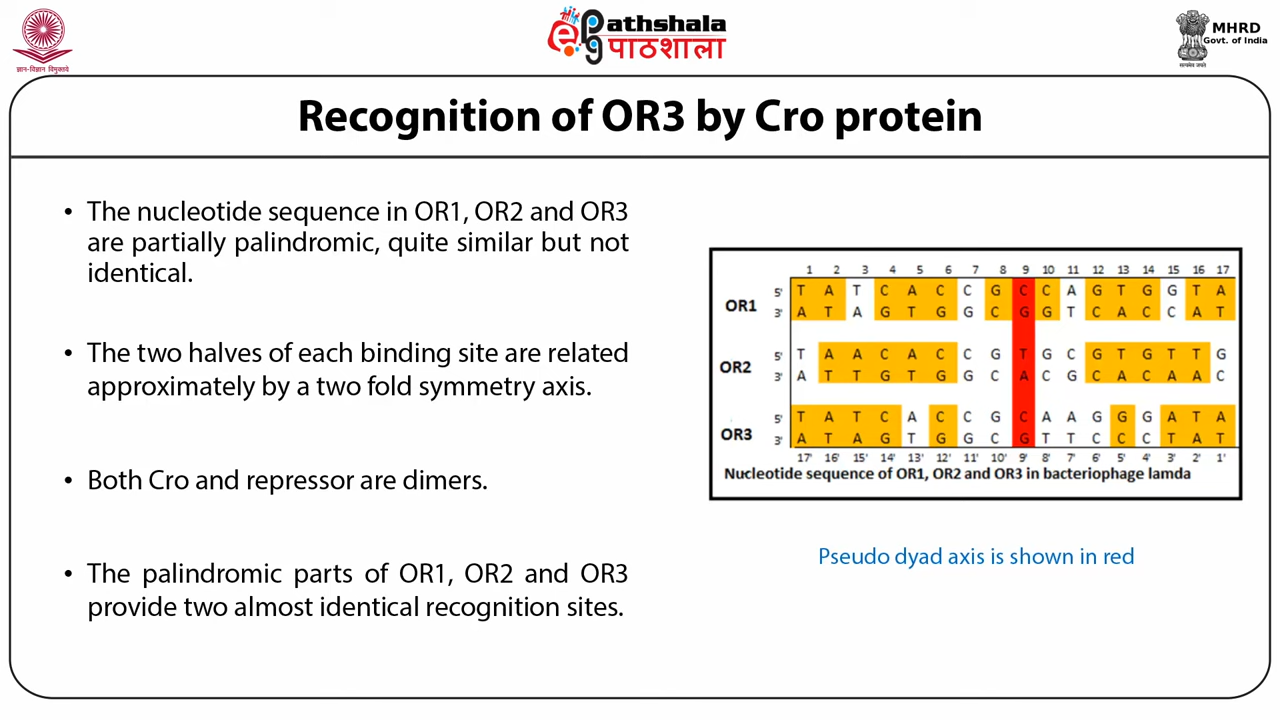 ePg Pathshala
पाठशाला
MHRD
Govt. of India
ज्ञान-विज्ञान विमुक्तये
सत्यमेव जयते
Recognition of OR3 by Cro protein
• The nucleotide sequence in OR1, OR2 and OR3
are partially palindromic, quite similar but not
identical.
• The two halves of each binding site are related
approximately by a two fold symmetry axis.
• Both Cro and repressor are dimers.
• The palindromic parts of OR1, OR2 and OR3
provide two almost identical recognition sites.
1 2 3 4 5 6 7 8 9 10 11 12 13 14 15 16 17
5' T A T C A C C G C C A G T G G T A
OR1
3' A T A G T G G C G G T C A C C A T
5' T A A C A C C G T G C G T G T T G
OR2
3' A T T G T G G C A C G C A C A A C
5' T A T C A C C G C A A G G G A T A
OR3
3' A T A G T G G C G T T C C C T A T
17' 16' 15' 14' 13' 12' 11' 10' 9' 8' 7' 6' 5' 4' 3' 2' 1'
Nucleotide sequence of OR1, OR2 and OR3 in bacteriophage lamda
Pseudo dyad axis is shown in red